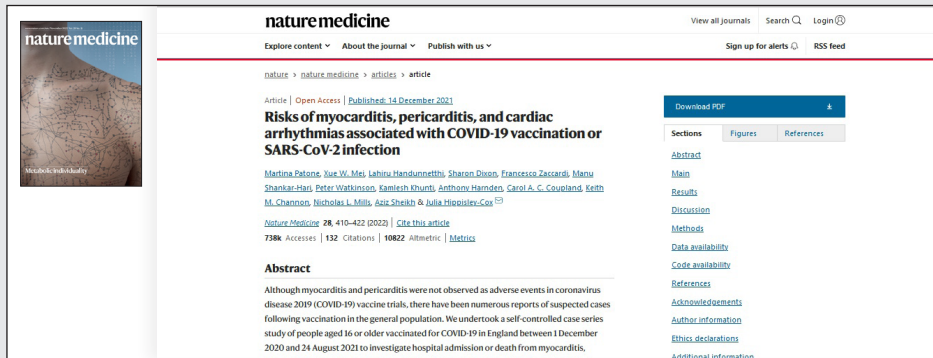 nature medicine
Metabolic individuality
nature medicine
View all journals Search Login
Explore content About the journal Publish with us
Sign up for alerts RSS feed
nature > nature medicine > articles > article
Article | Open Access | Published: 14 December 2021
Risks of myocarditis, pericarditis, and cardiac
arrhythmias associated with COVID-19 vaccination or
SARS-CoV-2 infection
Martina Patone, Xue W. Mei, Lahiru Handunnetthi, Sharon Dixon, Francesco Zaccardi, Manu
Shankar-Hari, Peter Watkinson, Kamlesh Khunti, Anthony Harnden, Carol A. C. Coupland, Keith
M. Channon, Nicholas L. Mills, Aziz Sheikh & Julia Hippisley-Cox
Nature Medicine 28, 410–422 (2022) | Cite this article
738k Accesses | 132 Citations | 10822 Altmetric | Metrics
Abstract
Although myocarditis and pericarditis were not observed as adverse events in coronavirus
disease 2019 (COVID-19) vaccine trials, there have been numerous reports of suspected cases
following vaccination in the general population. We undertook a self-controlled case series
study of people aged 16 or older vaccinated for COVID-19 in England between 1 December
2020 and 24 August 2021 to investigate hospital admission or death from myocarditis,
Download PDF
Sections Figures References
Abstract
Main
Results
Discussion
Methods
Data availability
Code availability
References
Acknowledgements
Author information
Ethics declarations
Additional information